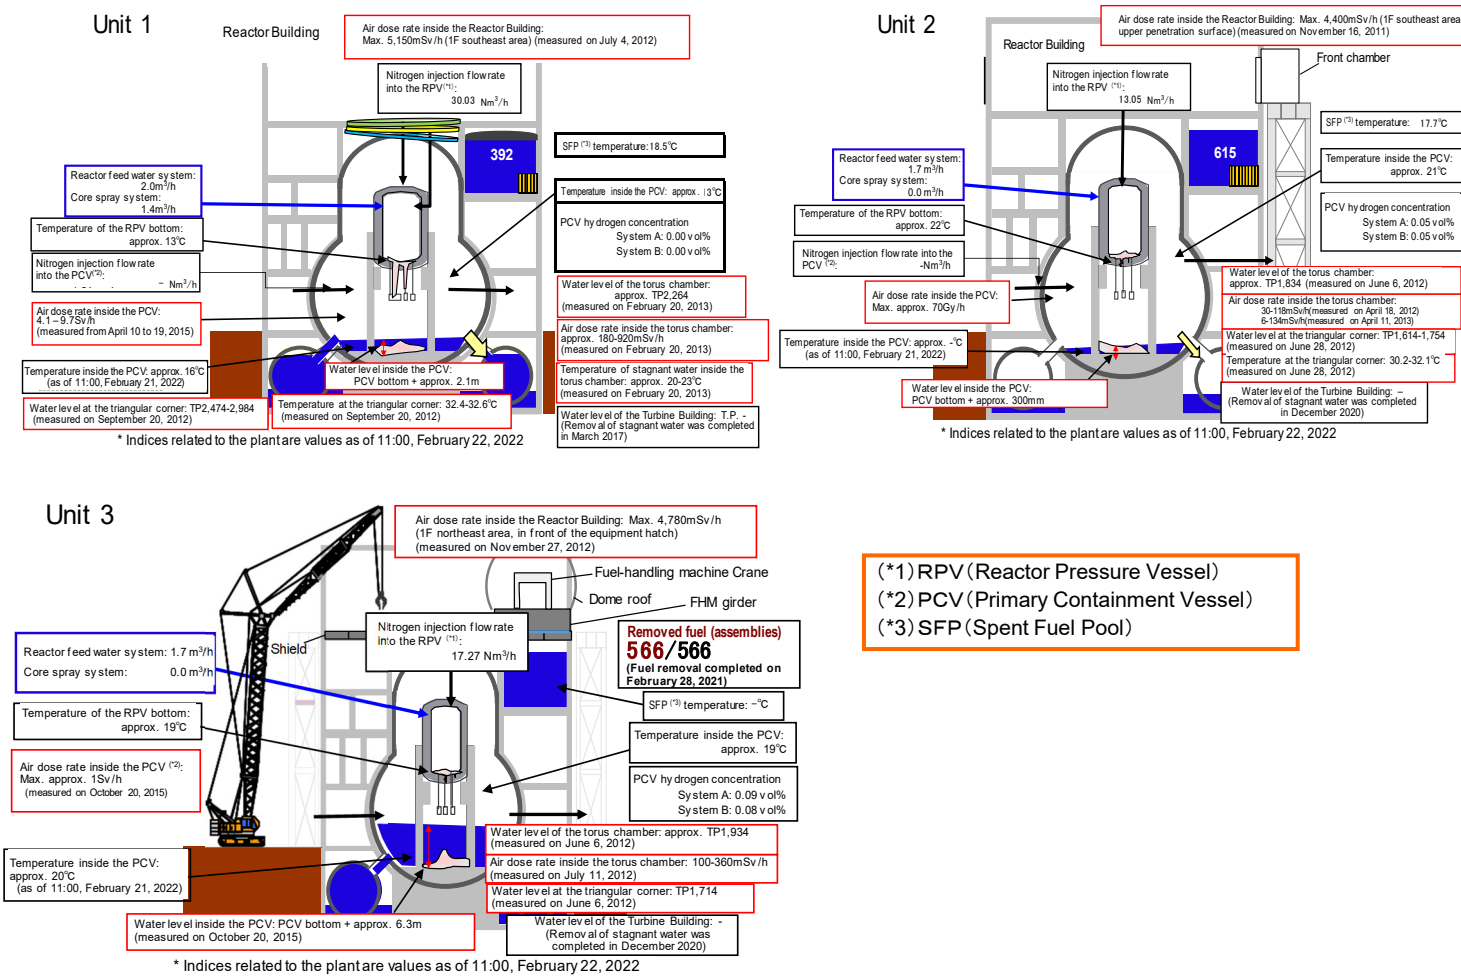 Unit 1
Reactor Building
Air dose rate inside the Reactor Building:
Max. 5,150mSv/h (1F southeast area) (measured on July 4, 2012)
Nitrogen injection flow rate
into the RPV(*1):
30.03 Nm3/h
392
SFP (*3) temperature: 18.5℃
Reactor feed water system:
2.0m3/h
Core spray system:
1.4m3/h
Temperature of the RPV bottom:
approx. 13℃
Nitrogen injection flow rate
into the PCV(*2):
- Nm3/h
Air dose rate inside the PCV:
4.1–9.7Sv/h
(measured from April 10 to 19, 2015)
Temperature inside the PCV: approx. 16℃
(as of 11:00, February 21, 2022)
Water level at the triangular corner: TP2,474-2,984
(measured on September 20, 2012)
Temperature inside the PCV: approx. 13℃
PCV hydrogen concentration
System A: 0.00 vol%
System B: 0.00 vol%
Water level of the torus chamber:
approx. TP2,264
(measured on February 20, 2013)
Air dose rate inside the torus chamber:
approx. 180-920mSv/h
(measured on February 20, 2013)
Temperature of stagnant water inside the
torus chamber: approx. 20-23℃
(measured on February 20, 2013)
Water level of the Turbine Building: T.P. -
(Removal of stagnant water was completed
in March 2017)
Water level inside the PCV:
PCV bottom + approx. 2.1m
Temperature at the triangular corner: 32.4-32.6℃
(measured on September 20, 2012)
* Indices related to the plant are values as of 11:00, February 22, 2022
Unit 2
Reactor Building
Air dose rate inside the Reactor Building: Max. 4,400mSv/h (1F southeast area
upper penetration surface) (measured on November 16, 2011)
Front chamber
Nitrogen injection flow rate
into the RPV (*1):
13.05 Nm3/h
615
SFP (*3) temperature: 17.7℃
Reactor feed water system:
1.7 m3/h
Core spray system:
0.0 m3/h
Temperature of the RPV bottom:
approx. 22℃
Nitrogen injection flow rate into the
PCV (*2): -Nm3/h
Air dose rate inside the PCV:
Max. approx. 70Gy/h
Temperature inside the PCV: approx. -℃
(as of 11:00, February 21, 2022)
Water level inside the PCV:
PCV bottom + approx. 300mm
Temperature inside the PCV:
approx. 21℃
PCV hydrogen concentration
System A: 0.05 vol%
System B: 0.05 vol%
Water level of the torus chamber:
approx. TP1,834 (measured on June 6, 2012)
Air dose rate inside the torus chamber:
30-118mSv/h(measured on April 18, 2012)
6-134mSv/h(measured on April 11, 2013)
Water level at the triangular corner: TP1,614-1,754
(measured on June 28, 2012)
Temperature at the triangular corner: 30.2-32.1℃
(measured on June 28, 2012)
Water level of the Turbine Building: –
(Removal of stagnant water was completed
in December 2020)
* Indices related to the plant are values as of 11:00, February 22, 2022
Unit 3
Air dose rate inside the Reactor Building: Max. 4,780mSv/h
(1F northeast area, in front of the equipment hatch)
(measured on November 27, 2012)
Fuel-handling machine Crane
Dome roof
FHM girder
Shield
Nitrogen injection flow rate
into the RPV (*1):
17.27 Nm3/h
Removed fuel (assemblies)
566/566
(Fuel removal completed on
February 28, 2021)
Reactor feed water system: 1.7 m3/h
Core spray system: 0.0 m3/h
Temperature of the RPV bottom:
approx. 19℃
Air dose rate inside the PCV (*2):
Max. approx. 1Sv/h
(measured on October 20, 2015)
Temperature inside the PCV:
approx. 20℃
(as of 11:00, February 21, 2022)
Water level inside the PCV: PCV bottom + approx. 6.3m
(measured on October 20, 2015)
SFP (*3) temperature: -℃
Temperature inside the PCV:
approx. 19℃
PCV hydrogen concentration
System A: 0.09 vol%
System B: 0.08 vol%
Water level of the torus chamber: approx. TP1,934
(measured on June 6, 2012)
Air dose rate inside the torus chamber: 100-360mSv/h
(measured on July 11, 2012)
Water level at the triangular corner: TP1,714
(measured on June 6, 2012)
Water level of the Turbine Building: -
(Removal of stagnant water was
completed in December 2020)
* Indices related to the plant are values as of 11:00, February 22, 2022
(*1) RPV (Reactor Pressure Vessel)
(*2) PCV (Primary Containment Vessel)
(*3) SFP (Spent Fuel Pool)